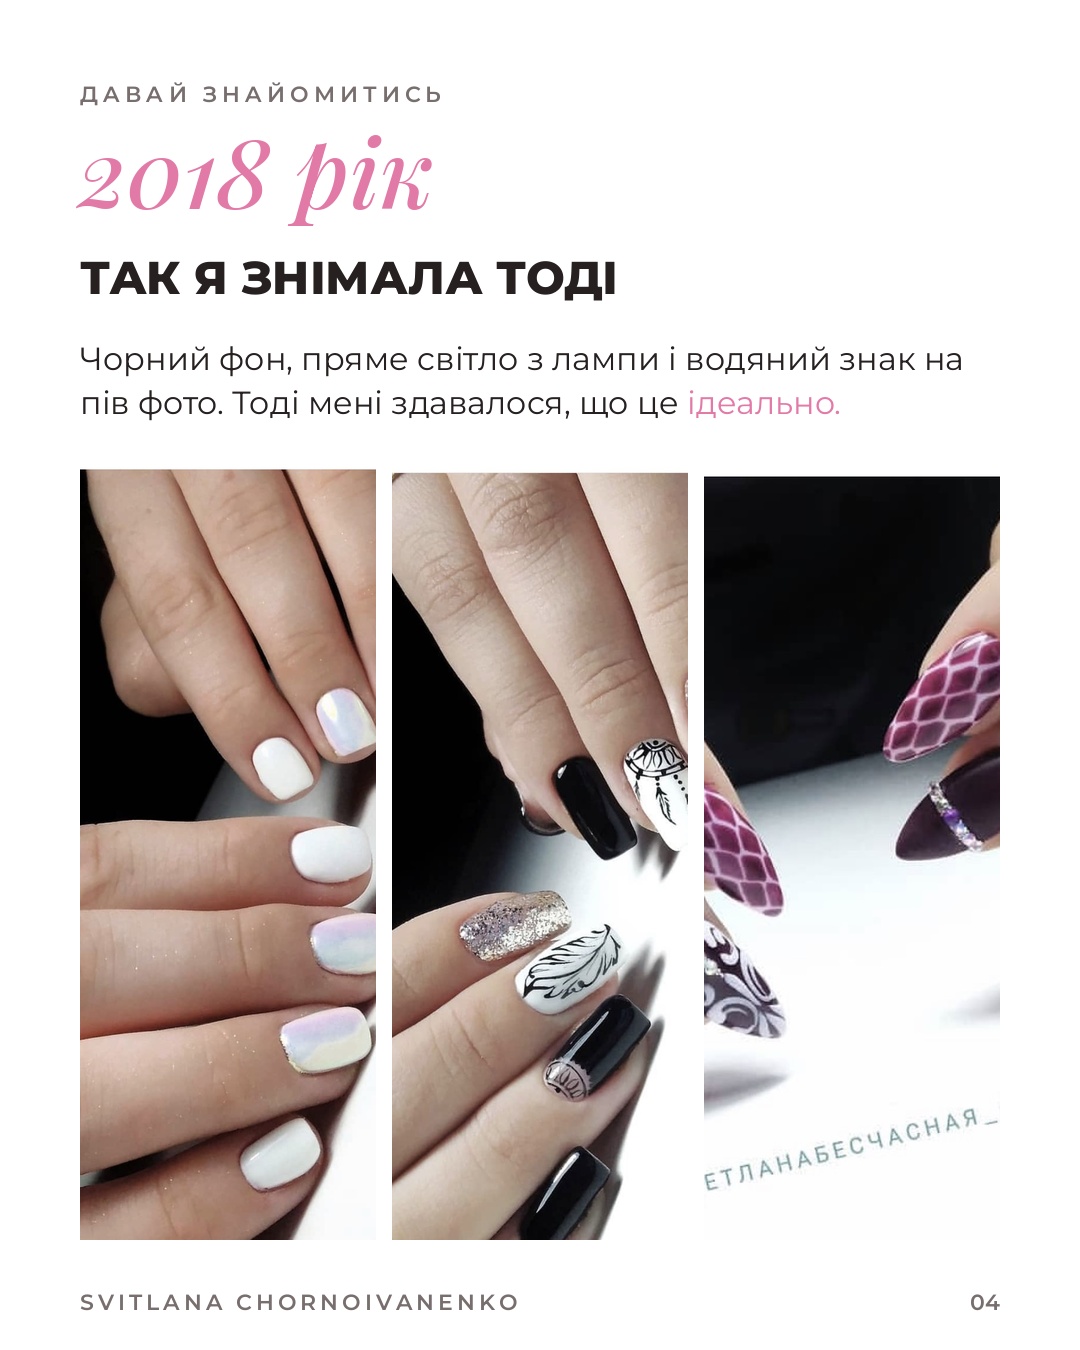 ДАВАЙ ЗНАЙОМИТИСЬ
2018 рік
ТАК Я ЗНІМАЛА ТОДІ
Чорний фон, пряме світло з лампи і водяний знак на
пів фото. Тоді мені здавалося, що це ідеально.
ЕТЛАНАБЕСЧАСНАЯ_
SVITLANA CHORNOIVANENKO
04